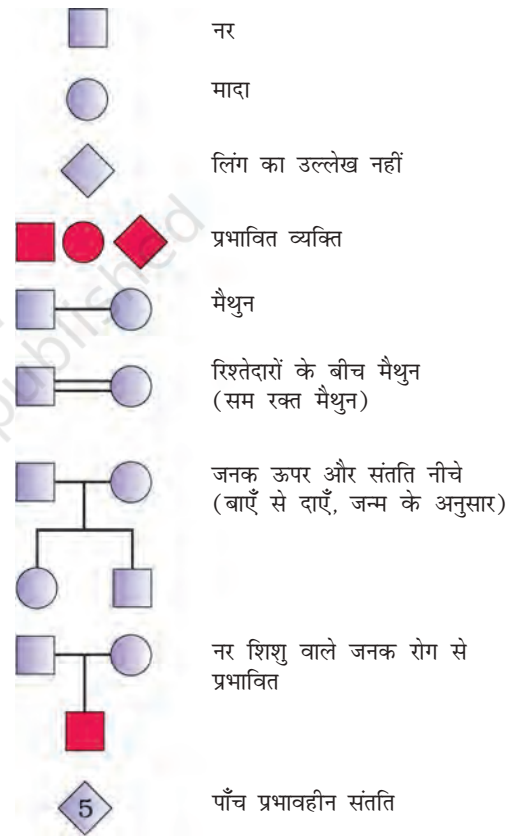 नर
मादा
लिंग का उल्लेख नहीं
प्रभावित व्यक्ति
मैथुन
रिश्तेदारों के बीच मैथुन
(सम रक्त मैथुन)
जनक ऊपर और संतति नीचे
(बाएँ से दाएँ, जन्म के अनुसार)
नर शिशु वाले जनक रोग से
प्रभावित
5 पाँच प्रभावहीन संतति
published